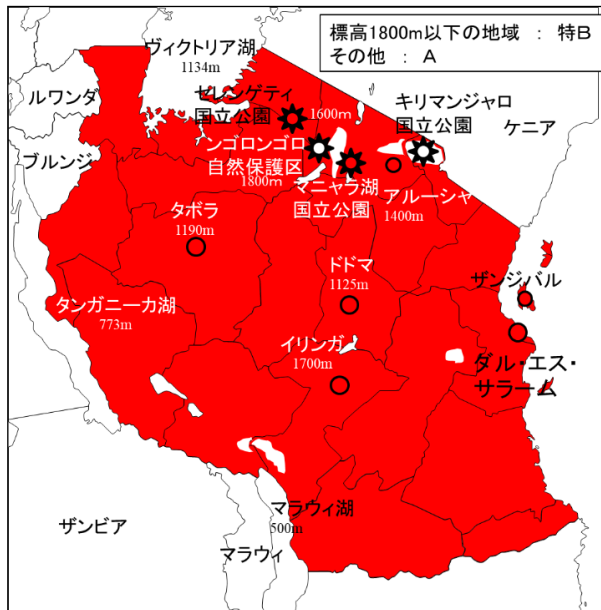 標高1800m以下の地域 : 特B
その他 : A
ヴィクトリア湖
1134m
ルワンダ
ブルンジ
セレンゲティ
国立公園
1600m
ンゴロンゴロ
自然保護区
1800m
キリマンジャロ
国立公園
ケニア
マニャラ湖
国立公園
アルーシャ
1400m
タボラ
1190m
ドドマ
1125m
ザンジバル
タンガニーカ湖
773m
イリンガ
1700m
ダル・エス・
サラーム
マラウィ湖
500m
ザンビア
マラウィ